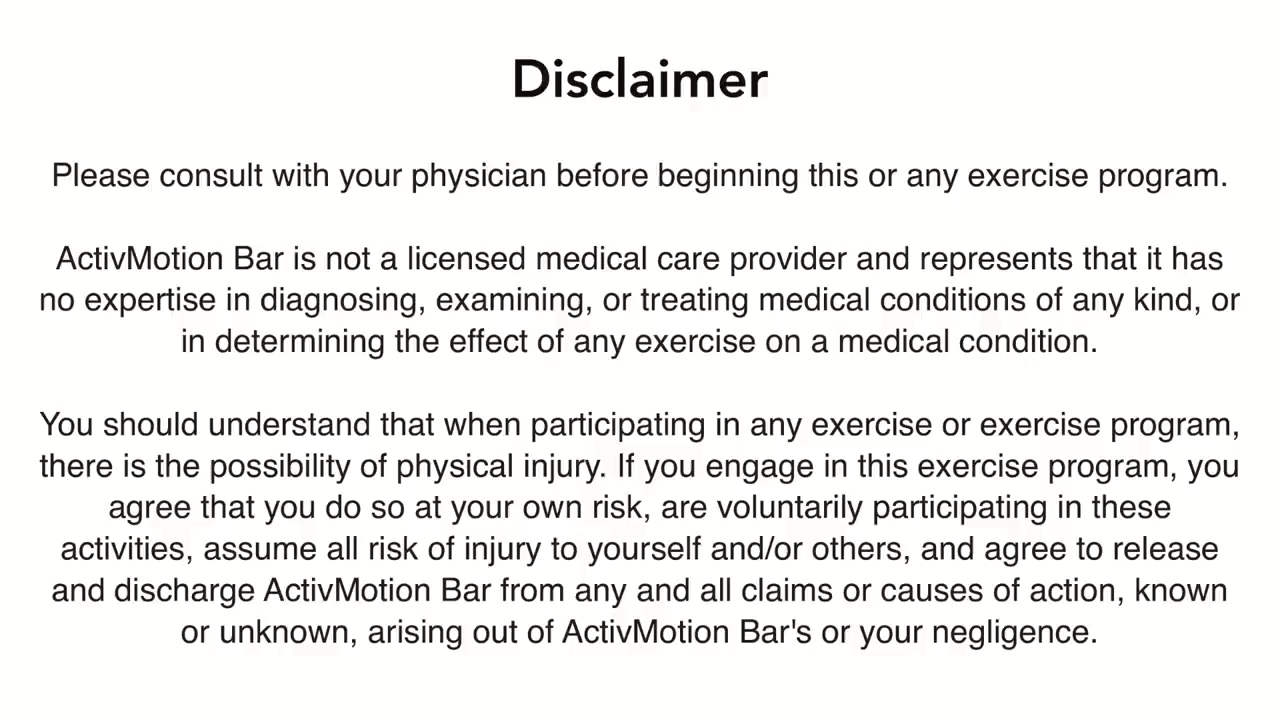 Disclaimer
Please consult with your physician before beginning this or any exercise program.
ActivMotion Bar is not a licensed medical care provider and represents that it has
no expertise in diagnosing, examining, or treating medical conditions of any kind, or
in determining the effect of any exercise on a medical condition.
You should understand that when participating in any exercise or exercise program,
there is the possibility of physical injury. If you engage in this exercise program, you
agree that you do so at your own risk, are voluntarily participating in these
activities, assume all risk of injury to yourself and/or others, and agree to release
and discharge ActivMotion Bar from any and all claims or causes of action, known
or unknown, arising out of ActivMotion Bar's or your negligence.